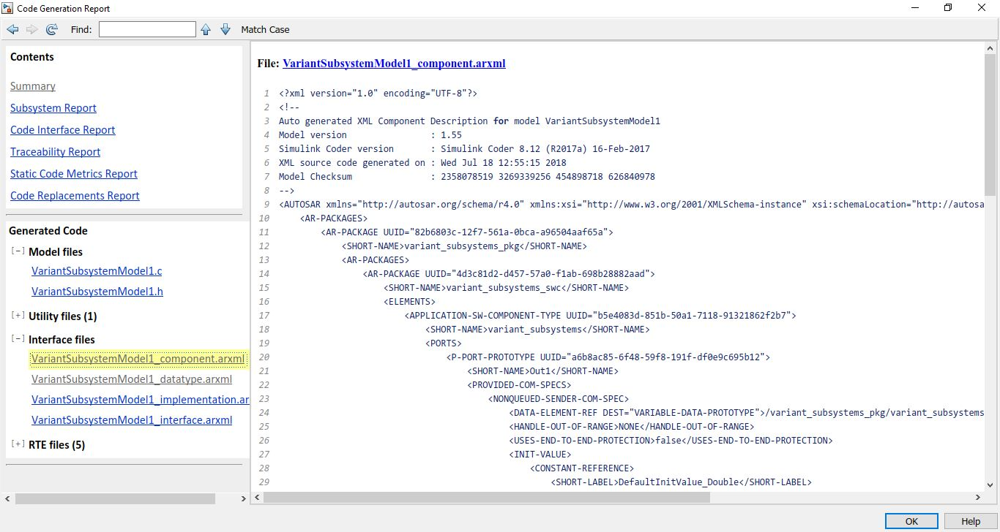 Code Generation Report
Find: Match Case
Contents
Summary
Subsystem Report
Code Interface Report
Traceability Report
Static Code Metrics Report
Code Replacements Report
Generated Code
[-] Model files
VariantSubsystemModel1.c
VariantSubsystemModel1.h
[+] Utility files (1)
[-] Interface files
VariantSubsystemModel1_component.arxml
VariantSubsystemModel1_datatype.arxml
VariantSubsystemModel1_implementation.ar
VariantSubsystemModel1_interface.arxml
[+] RTE files (5)
File: VariantSubsystemModel1_component.arxml
1 <?xml version="1.0" encoding="UTF-8"?>
2 <!--
3 Auto generated XML Component Description for model VariantSubsystemModel1
4 Model version : 1.55
5 Simulink Coder version : Simulink Coder 8.12 (R2017a) 16-Feb-2017
6 XML source code generated on : Wed Jul 18 12:55:15 2018
7 Model Checksum : 2358078519 3269339256 454898718 626840978
8 -->
9 <AUTOSAR xmlns="http://autosar.org/schema/r4.0" xmlns:xsi="http://www.w3.org/2001/XMLSchema-instance" xsi:schemaLocation="http://autosa
10 <AR-PACKAGES>
11 <AR-PACKAGE UUID="82b6803c-12f7-561a-0bca-a96504aaf65a">
12 <SHORT-NAME>variant_subsystems_pkg</SHORT-NAME>
13 <AR-PACKAGES>
14 <AR-PACKAGE UUID="4d3c81d2-d457-57a0-f1ab-698b28882aad">
15 <SHORT-NAME>variant_subsystems_swc</SHORT-NAME>
16 <ELEMENTS>
17 <APPLICATION-SW-COMPONENT-TYPE UUID="b5e4083d-851b-50a1-7118-91321862f2b7">
18 <SHORT-NAME>variant_subsystems</SHORT-NAME>
19 <PORTS>
20 <P-PORT-PROTOTYPE UUID="a6b8ac85-6f48-59f8-191f-df0e9c695b12">
21 <SHORT-NAME>Out1</SHORT-NAME>
22 <PROVIDED-COM-SPECS>
23 <NONQUEUED-SENDER-COM-SPEC>
24 <DATA-ELEMENT-REF DEST="VARIABLE-DATA-PROTOTYPE">/variant_subsystems_pkg/variant_subsystems
25 <HANDLE-OUT-OF-RANGE>NONE</HANDLE-OUT-OF-RANGE>
26 <USES-END-TO-END-PROTECTION>false</USES-END-TO-END-PROTECTION>
27 <INIT-VALUE>
28 <CONSTANT-REFERENCE>
29 <SHORT-LABEL>DefaultInitValue_Double</SHORT-LABEL>
OK Help